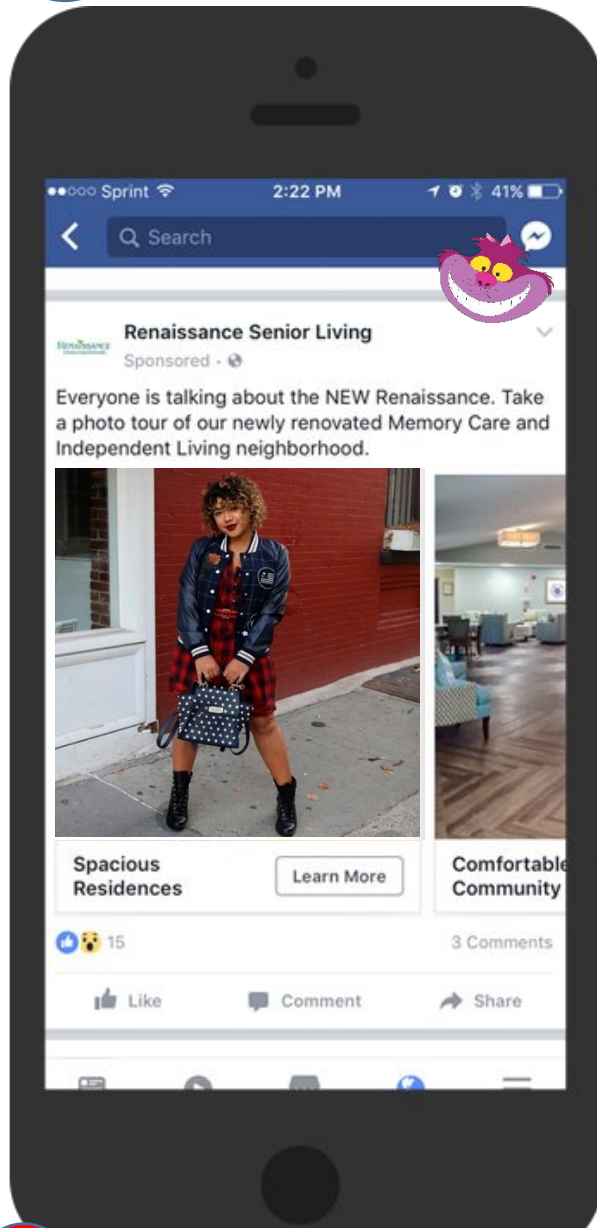 Sprint 2:22 PM 41%
Search
RENAISSANCE
Renaissance Senior Living
Sponsored ·
Everyone is talking about the NEW Renaissance. Take
a photo tour of our newly renovated Memory Care and
Independent Living neighborhood.
Spacious
Residences
Learn More
Comfortable
Community
15
3 Comments
Like
Comment
Share